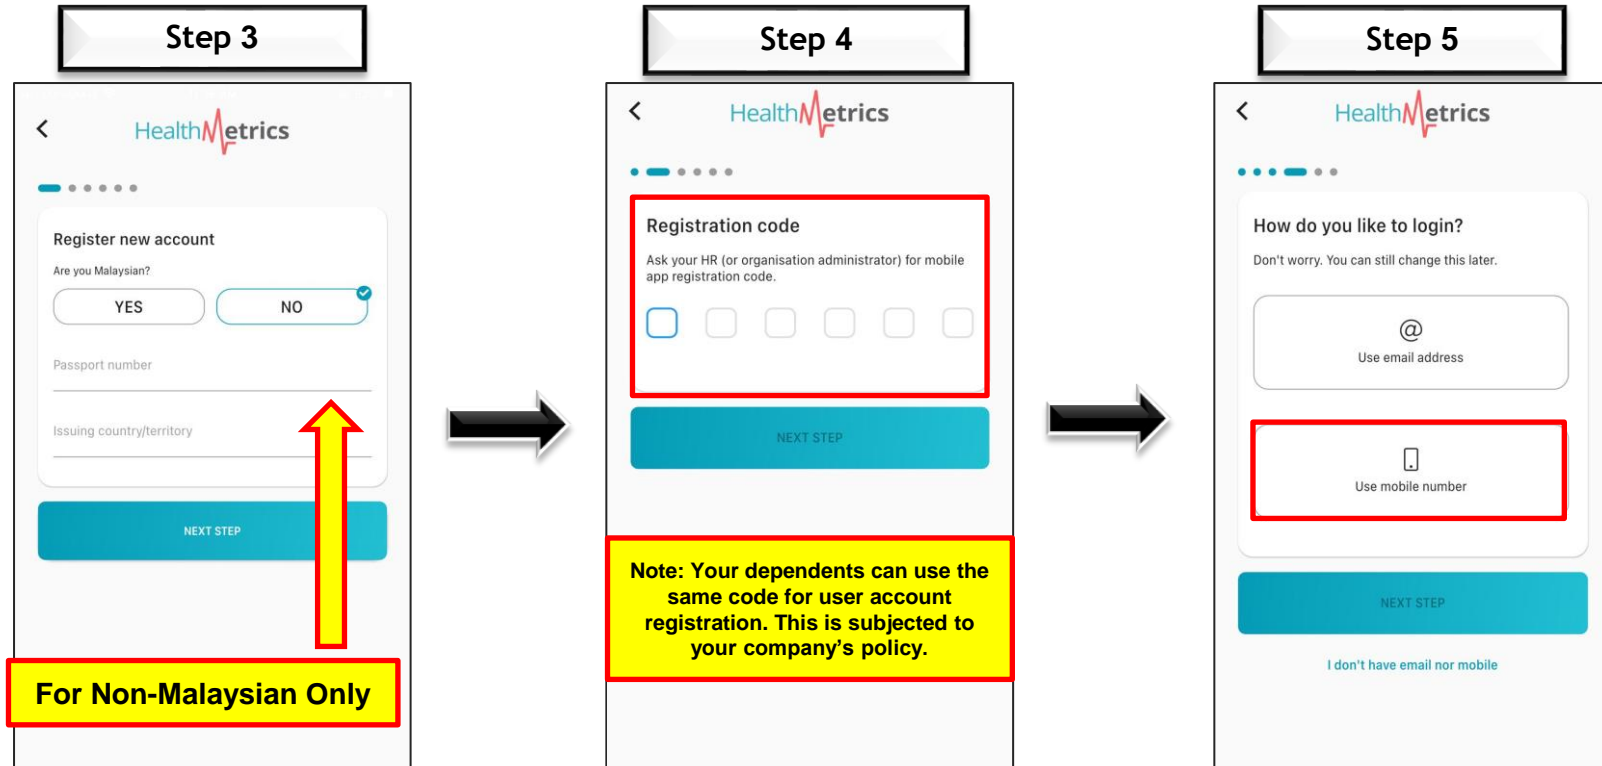 Step 3
HealthMetrics
Register new account
Are you Malaysian?
YES
NO
Passport number
Issuing country/territory
NEXT STEP
For Non-Malaysian Only
Step 4
HealthMetrics
Registration code
Ask your HR (or organisation administrator) for mobile
app registration code.
NEXT STEP
Note: Your dependents can use the
same code for user account
registration. This is subjected to
your company’s policy.
Step 5
HealthMetrics
How do you like to login?
Don't worry. You can still change this later.
@
Use email address
Use mobile number
NEXT STEP
I don't have email nor mobile